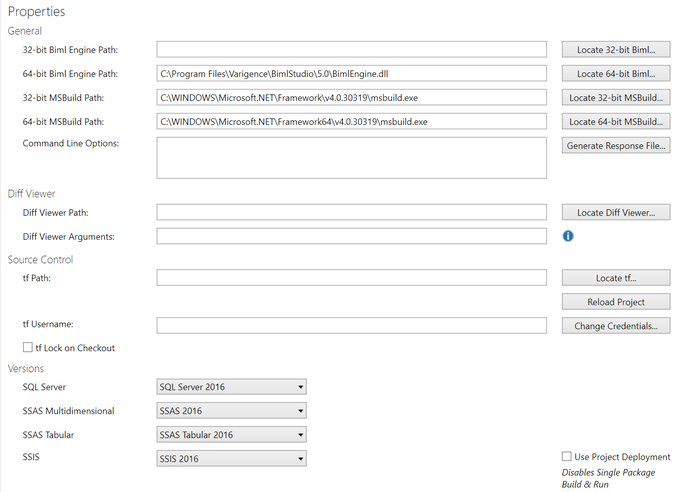 Properties
General
32-bit Biml Engine Path: Locate 32-bit Biml...
64-bit Biml Engine Path: C:\Program Files\Varigence\BimlStudio\5.0\BimlEngine.dll Locate 64-bit Biml...
32-bit MSBuild Path: C:\WINDOWS\Microsoft.NET\Framework\v4.0.30319\msbuild.exe Locate 32-bit MSBuild...
64-bit MSBuild Path: C:\WINDOWS\Microsoft.NET\Framework64\v4.0.30319\msbuild.exe Locate 64-bit MSBuild...
Command Line Options: Generate Response File...
Diff Viewer
Diff Viewer Path: Locate Diff Viewer...
Diff Viewer Arguments: i
Source Control
tf Path: Locate tf...
Reload Project
tf Username: Change Credentials...
tf Lock on Checkout
Versions
SQL Server SQL Server 2016
SSAS Multidimensional SSAS 2016
SSAS Tabular SSAS Tabular 2016
SSIS SSIS 2016 Use Project Deployment
Disables Single Package
Build & Run